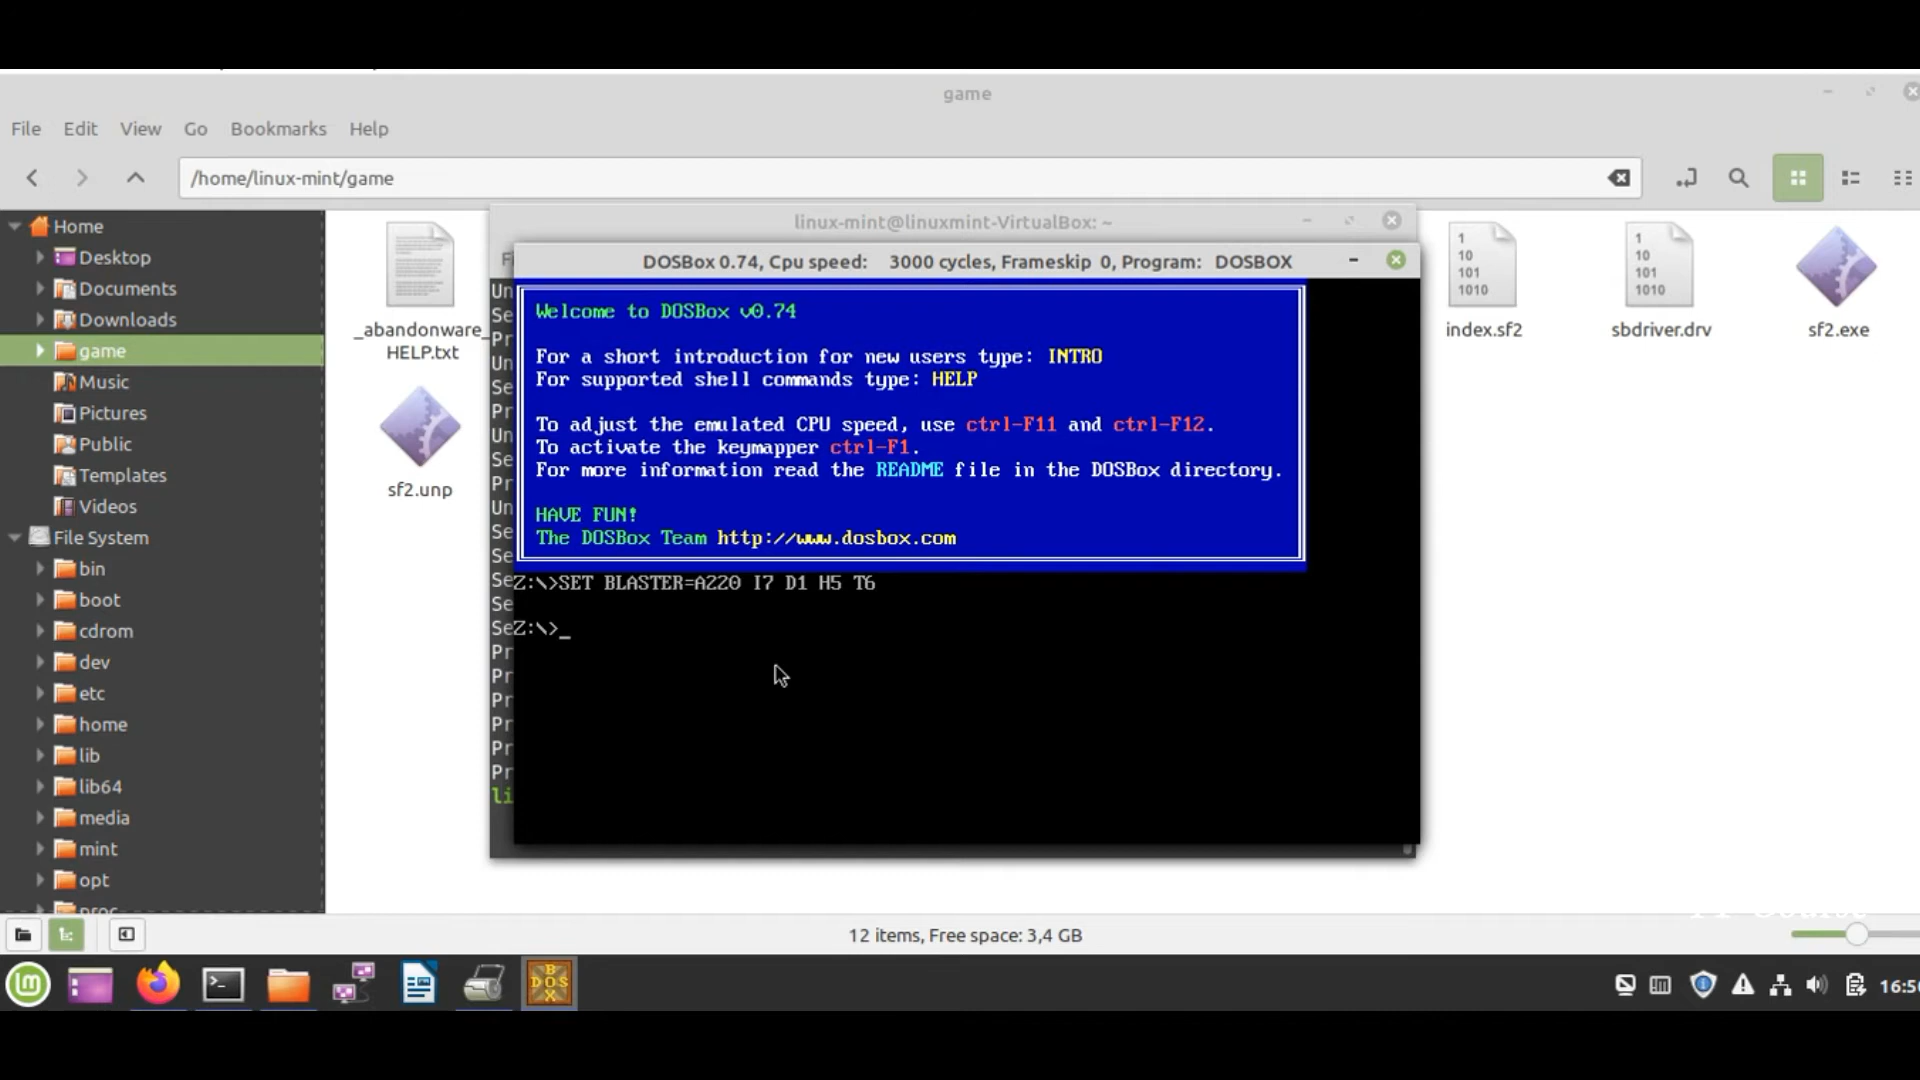 game
File Edit View Go Bookmarks Help
/home/linux-mint/game
Home
Desktop
Documents
Downloads
game
Music
Pictures
Public
Templates
Videos
File System
bin
boot
cdrom
dev
etc
home
lib
lib64
media
mint
opt
proc
_abandonware_
HELP.txt
sf2.unp
index.sf2
sbdriver.drv
sf2.exe
linux-mint@linuxmint-VirtualBox: ~
DOSBox 0.74, Cpu speed: 3000 cycles, Frameskip 0, Program: DOSBOX
Welcome to DOSBox v0.74
For a short introduction for new users type: INTRO
For supported shell commands type: HELP
To adjust the emulated CPU speed, use ctrl-F11 and ctrl-F12.
To activate the keymapper ctrl-F1.
For more information read the README file in the DOSBox directory.
HAVE FUN!
The DOSBox Team http://www.dosbox.com
Z:\>SET BLASTER=A220 I7 D1 H5 T6
Z:\>_
12 items, Free space: 3,4 GB